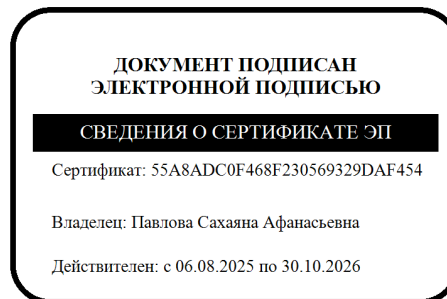 ДОКУМЕНТ ПОДПИСАН
ЭЛЕКТРОННОЙ ПОДПИСЬЮ
СВЕДЕНИЯ О СЕРТИФИКАТЕ ЭП
Сертификат: 55A8ADC0F468F230569329DAF454
Владелец: Павлова Сахаяна Афанасьевна
Действителен: с 06.08.2025 по 30.10.2026